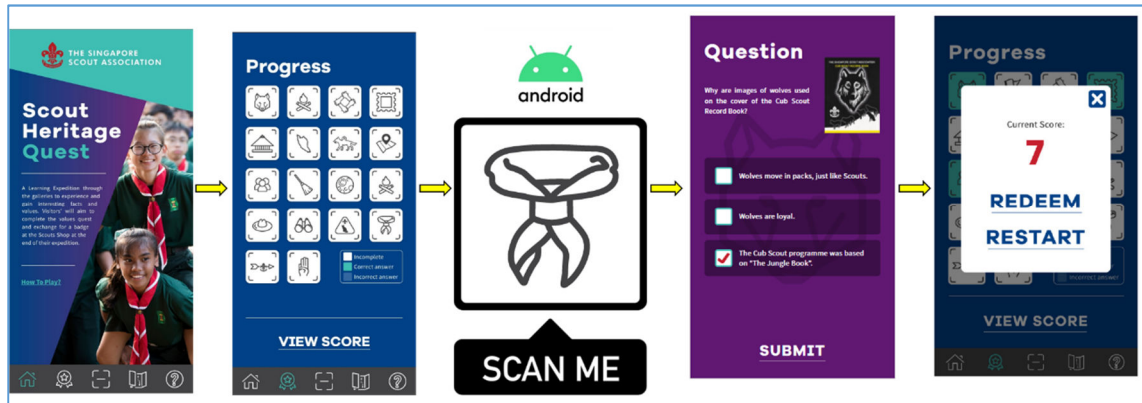 THE SINGAPORE
SCOUT ASSOCIATION
Scout
Heritage
Quest
A Learning Expedition through
the galleries to experience and
gain interesting facts and
values. Visitors' will aim to
complete the values quest
and exchange for a badge
at the Scouts Shop at the
end of their expedition.
How To Play?
Progress
Incomplete
Correct answer
Incorrect answer
VIEW SCORE
android
SCAN ME
Question
Why are images of wolves used
on the cover of the Cub Scout
Record Book?
Wolves move in packs, just like Scouts.
Wolves are loyal.
The Cub Scout programme was based
on "The Jungle Book".
SUBMIT
Progress
Current Score:
7
REDEEM
RESTART
Incorrect answer
VIEW SCORE